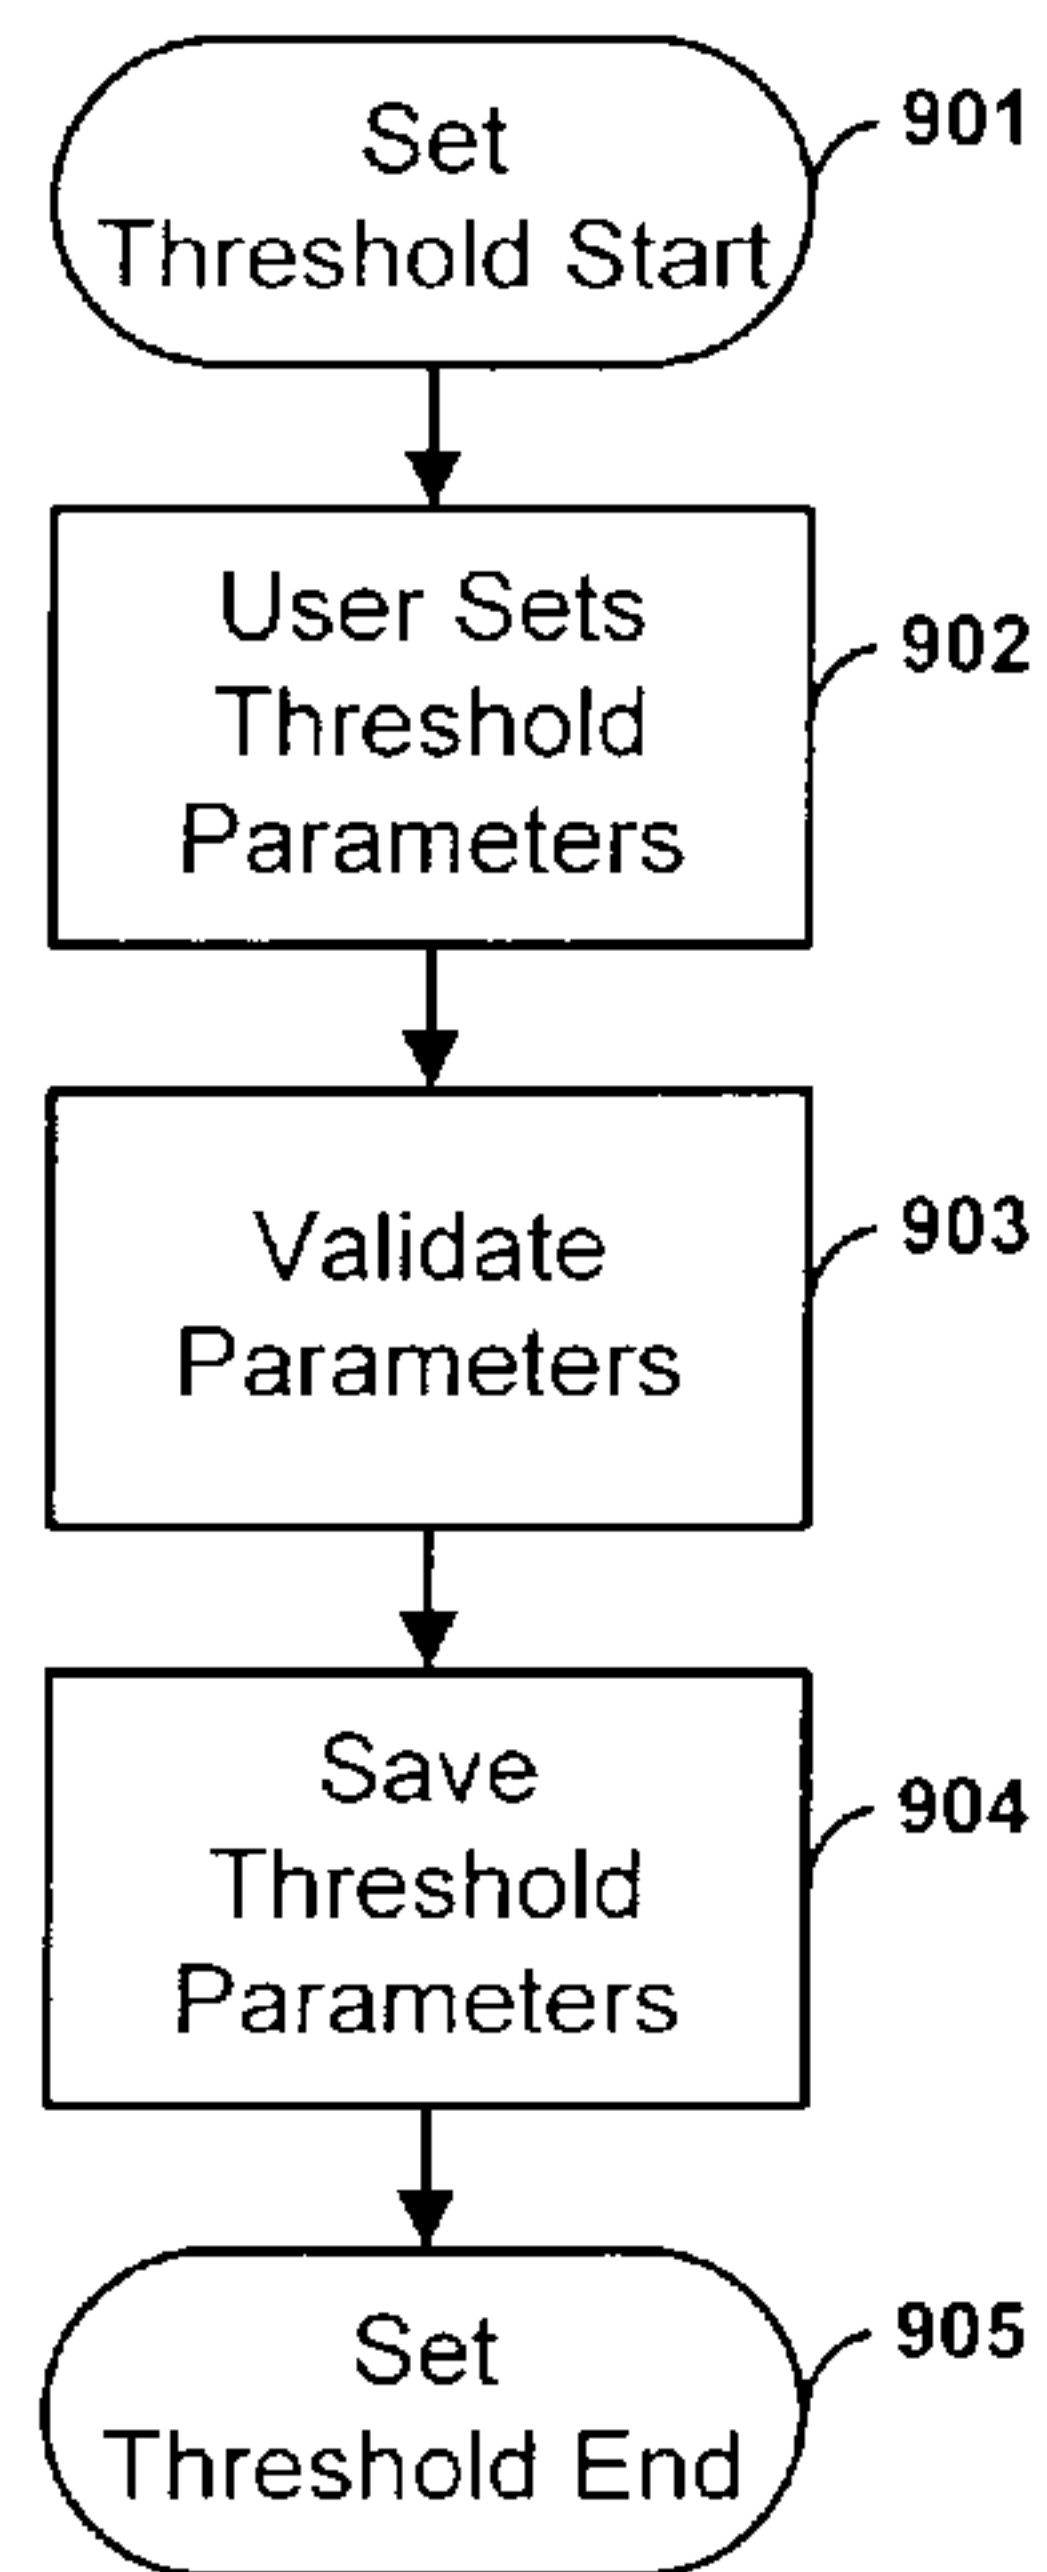 Set
Threshold Start
901
User Sets
Threshold
Parameters
902
Validate
Parameters
903
Save
Threshold
Parameters
904
Set
Threshold End
905